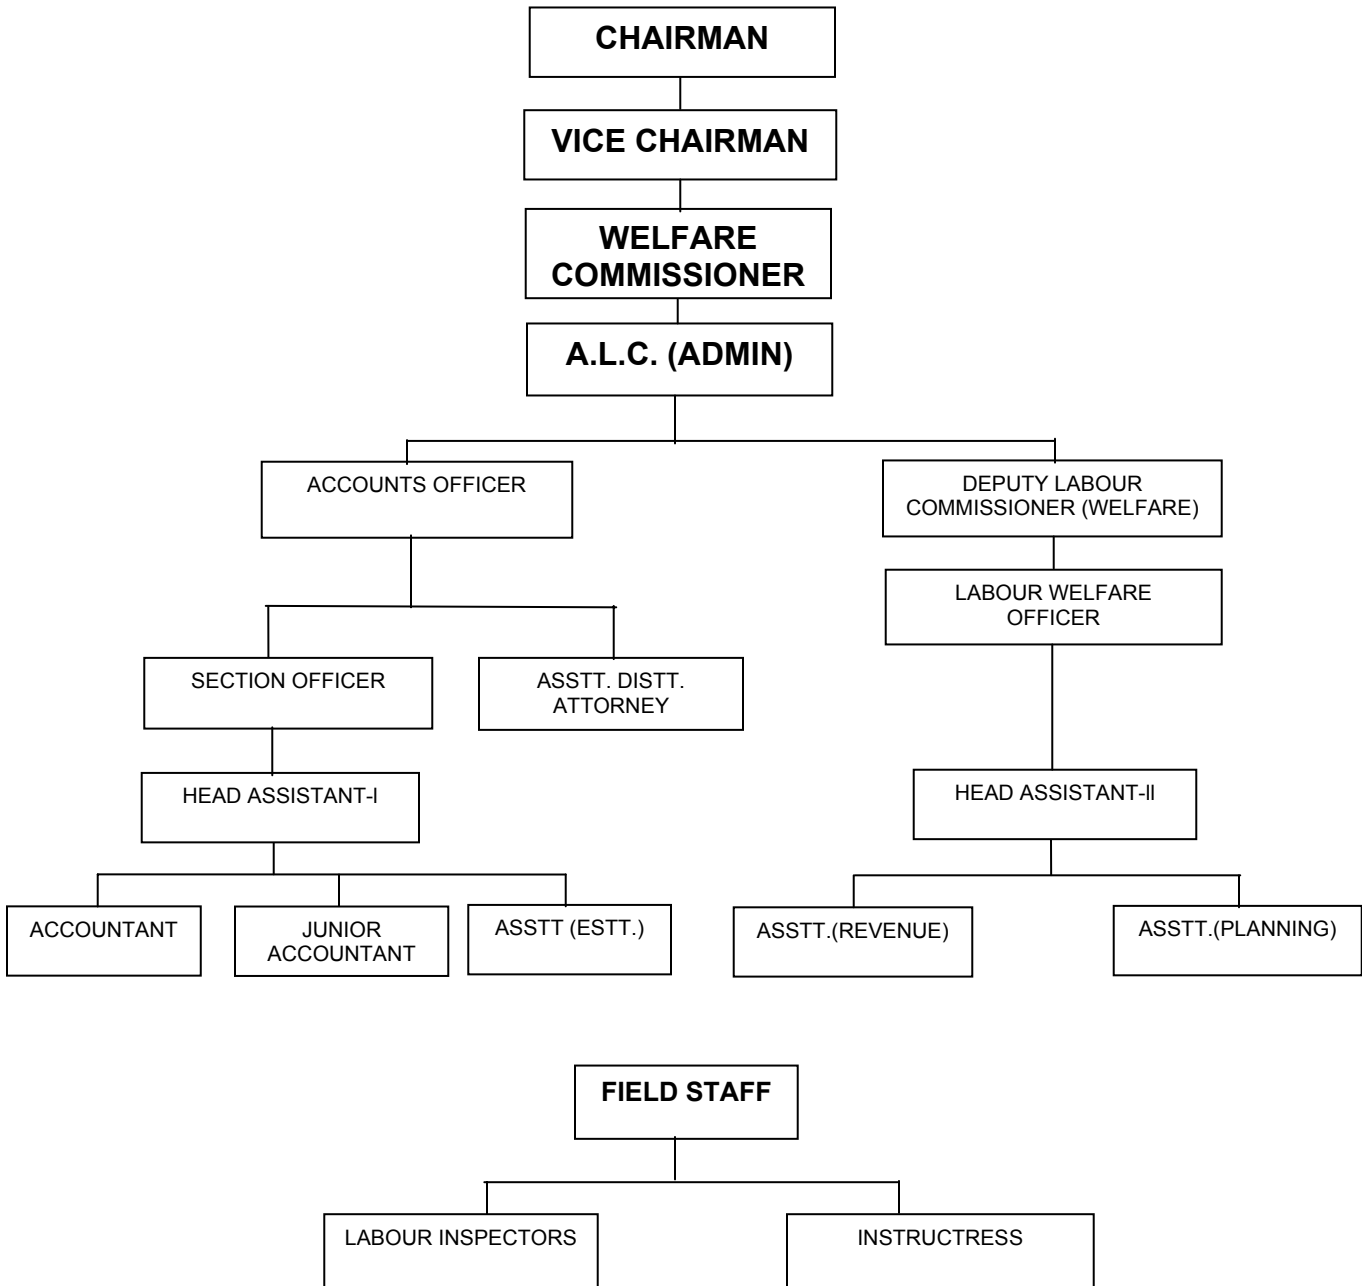 CHAIRMAN
VICE CHAIRMAN
WELFARE
COMMISSIONER
A.L.C. (ADMIN)
ACCOUNTS OFFICER
DEPUTY LABOUR
COMMISSIONER (WELFARE)
LABOUR WELFARE
OFFICER
SECTION OFFICER
ASSTT. DISTT.
ATTORNEY
HEAD ASSISTANT-I
HEAD ASSISTANT-II
ACCOUNTANT
JUNIOR
ACCOUNTANT
ASSTT (ESTT.)
ASSTT.(REVENUE)
ASSTT.(PLANNING)
FIELD STAFF
LABOUR INSPECTORS
INSTRUCTRESS